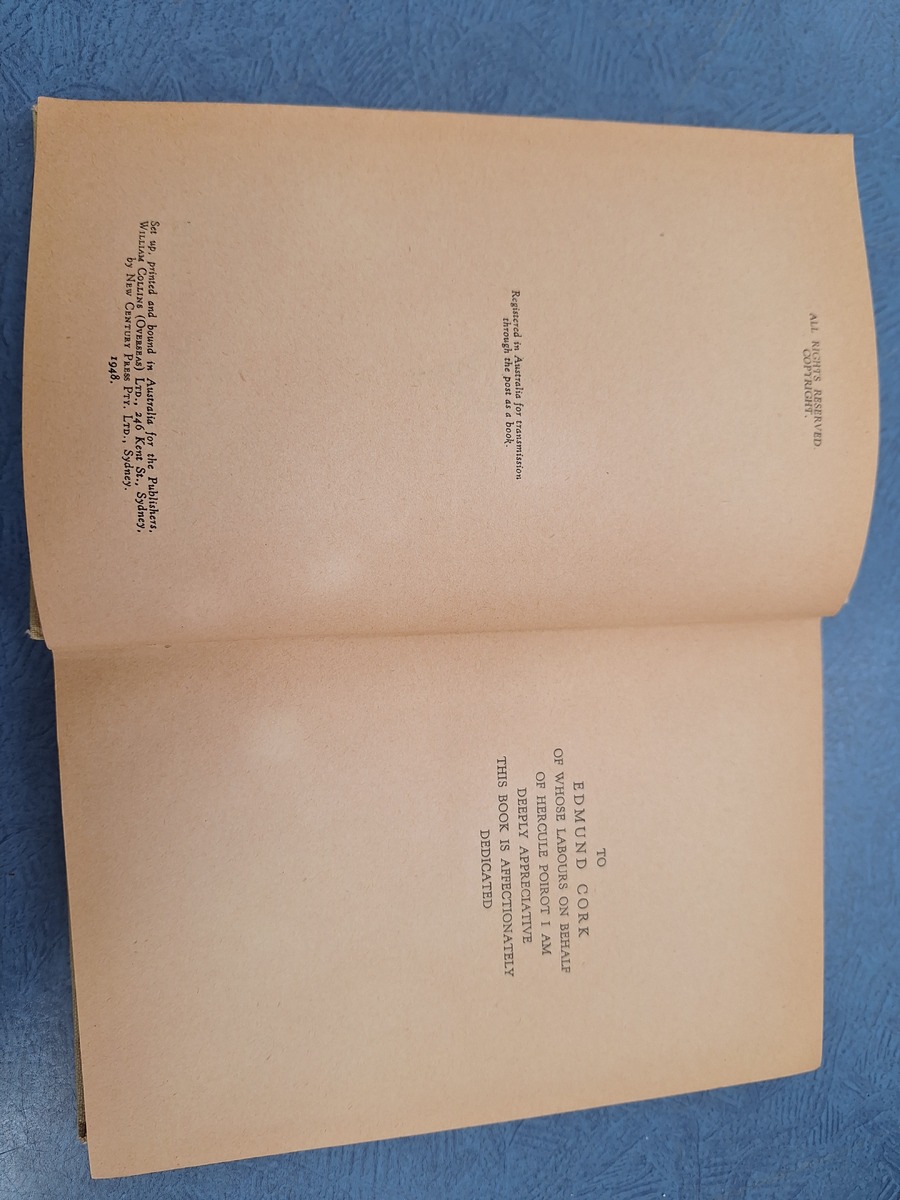 ALL RIGHTS RESERVED.
COPYRIGHT.
Registered in Australia for transmission
through the post as a book.
Set up, printed and bound in Australia for the Publishers,
WILLIAM COLLINS (OVERSEAS) LTD., 246 Kent St., Sydney,
by NEW CENTURY PRESS PTY. LTD., Sydney.
1948.
TO
EDMUND CORK
OF WHOSE LABOURS ON BEHALF
OF HERCULE POIROT I AM
DEEPLY APPRECIATIVE
THIS BOOK IS AFFECTIONATELY
DEDICATED